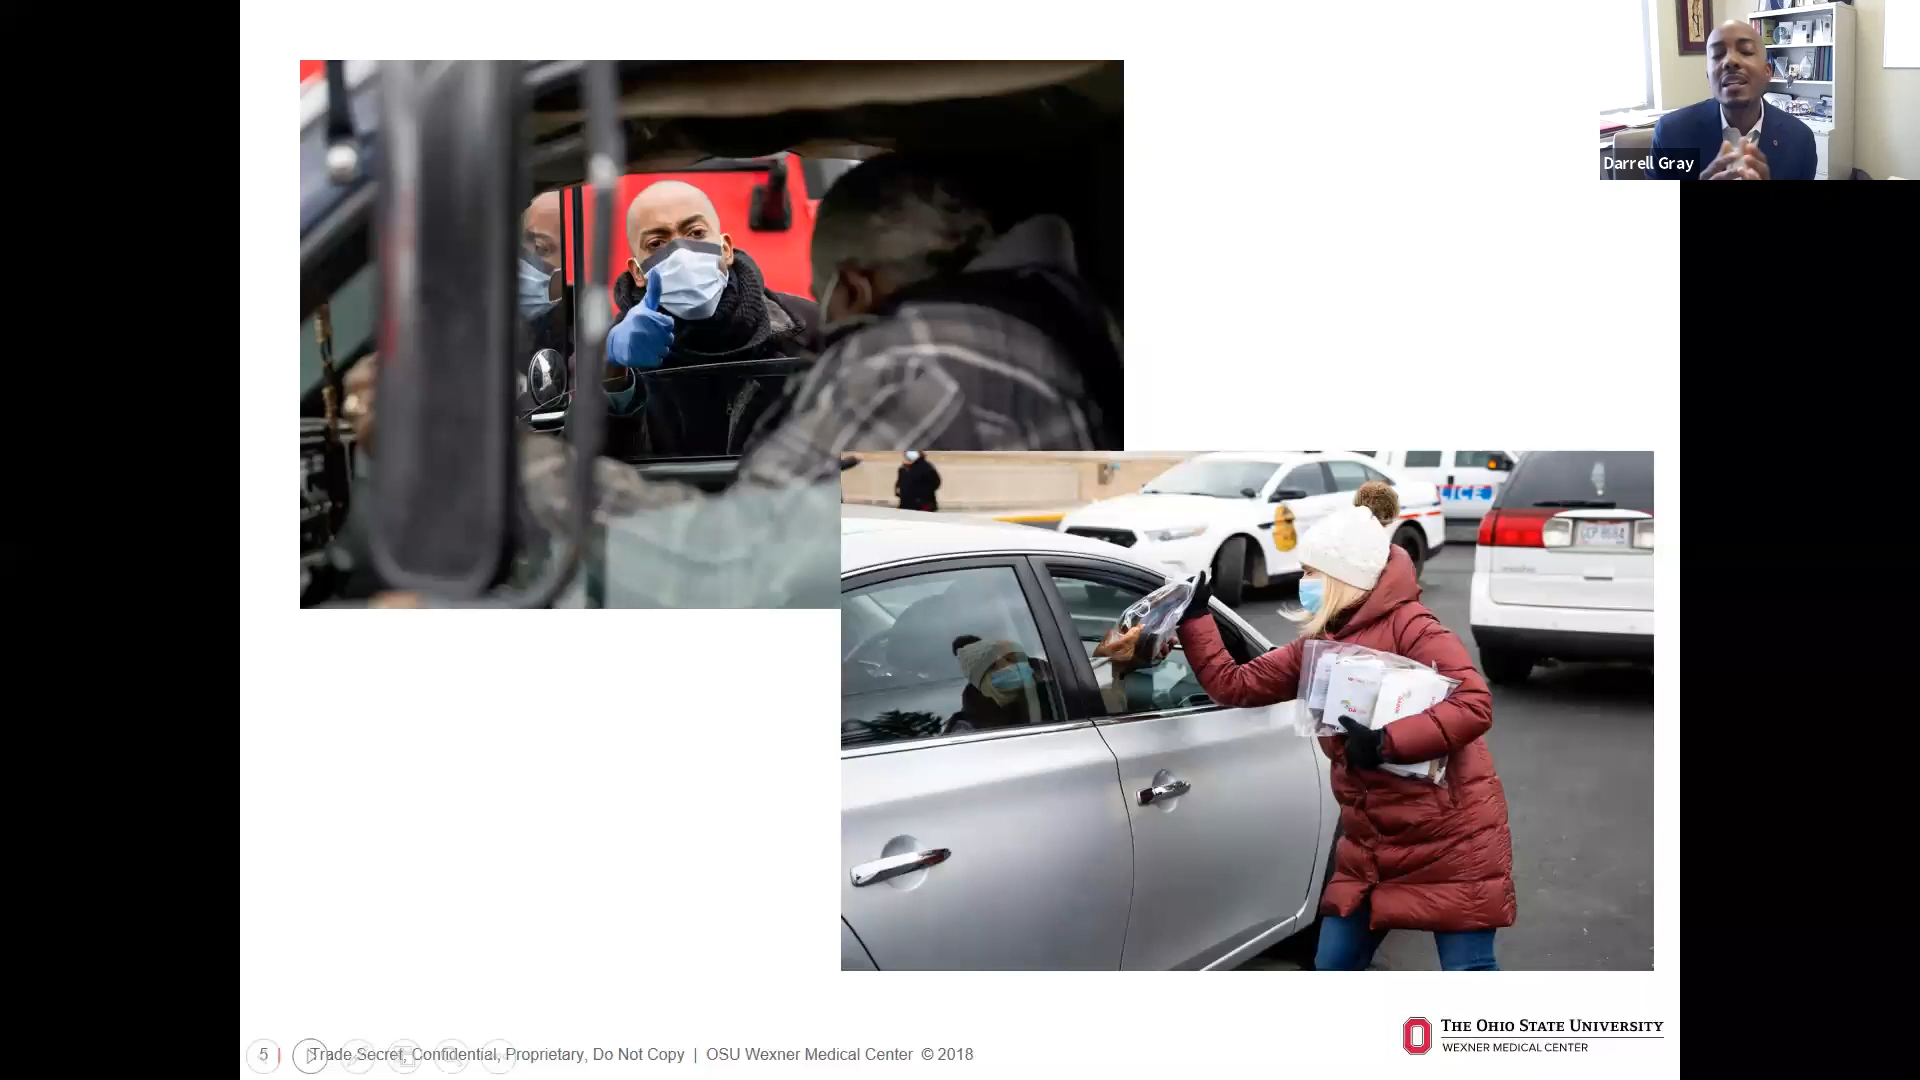 Darrell Gray
LICE
5 | Trade Secret, Confidential, Proprietary, Do Not Copy | OSU Wexner Medical Center © 2018
THE OHIO STATE UNIVERSITY
WEXNER MEDICAL CENTER